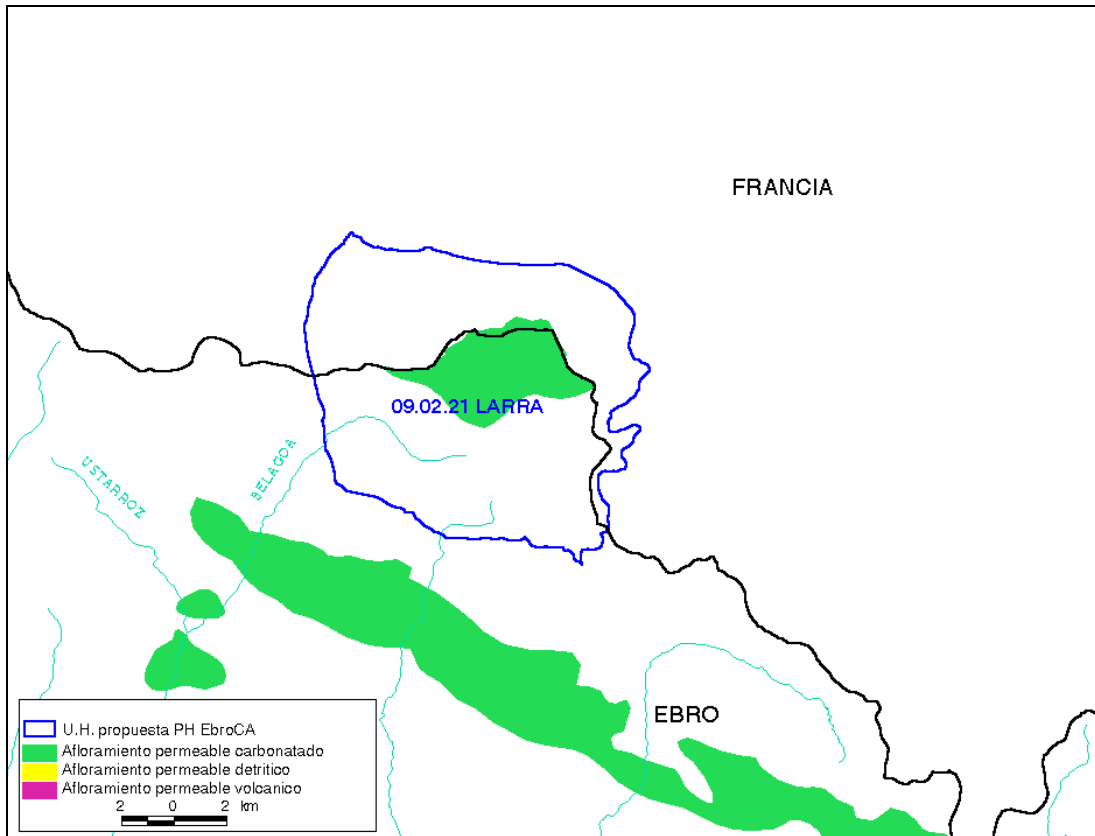 FRANCIA
09.02.21 LARRA
USTARROZ
BELAGOA
EBRO
U.H. propuesta PH EbroCA
Afloramiento permeable carbonatado
Afloramiento permeable detritico
Afloramiento permeable volcanico
2 0 2 km